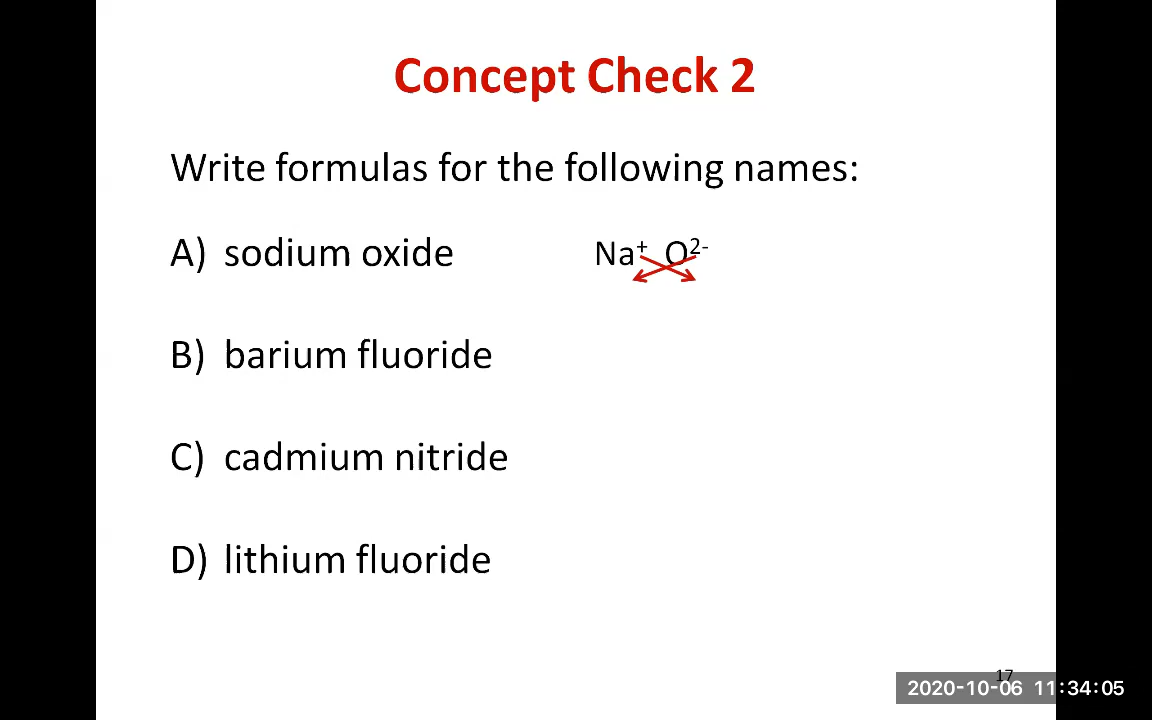 Concept Check 2
Write formulas for the following names:
A) sodium oxide Na⁺ O²⁻
B) barium fluoride
C) cadmium nitride
D) lithium fluoride
17
2020-10-06 11:34:05